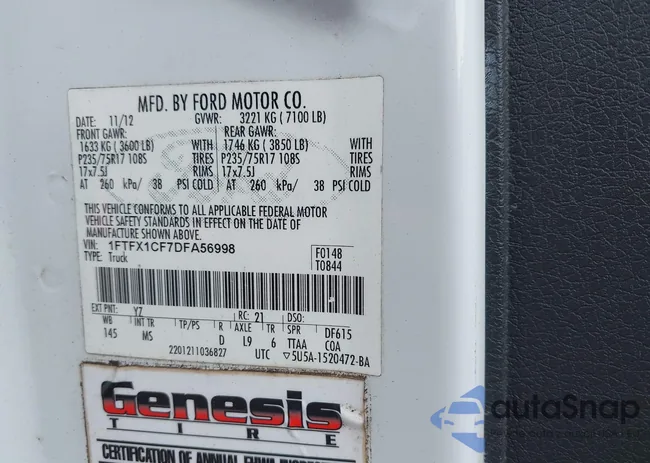 MFD. BY FORD MOTOR CO.
DATE: 11/12 GVWR: 3221 KG ( 7100 LB)
FRONT GAWR: REAR GAWR:
1633 KG ( 3600 LB) WITH 1746 KG ( 3850 LB) WITH
P235/75R17 108S TIRES P235/75R17 108S TIRES
17x7.5J RIMS 17x7.5J RIMS
AT 260 kPa/ 38 PSI COLD AT 260 kPa/ 38 PSI COLD
THIS VEHICLE CONFORMS TO ALL APPLICABLE FEDERAL MOTOR
VEHICLE SAFETY STANDARDS IN EFFECT ON THE DATE OF
MANUFACTURE SHOWN ABOVE.
VIN: 1FTFX1CF7DFA56998 F0148
TYPE: Truck T0844
EXT PNT: YZ RC: 21 DSO:
WB INT TR TP/PS R AXLE TR SPR DF615
145 MS D L9 6 TTAA COA
2201211036827 UTC ▽5U5A-1520472-BA
Genesis
TIRE
CERTIFICATION OF ANNUAL
autoSnap